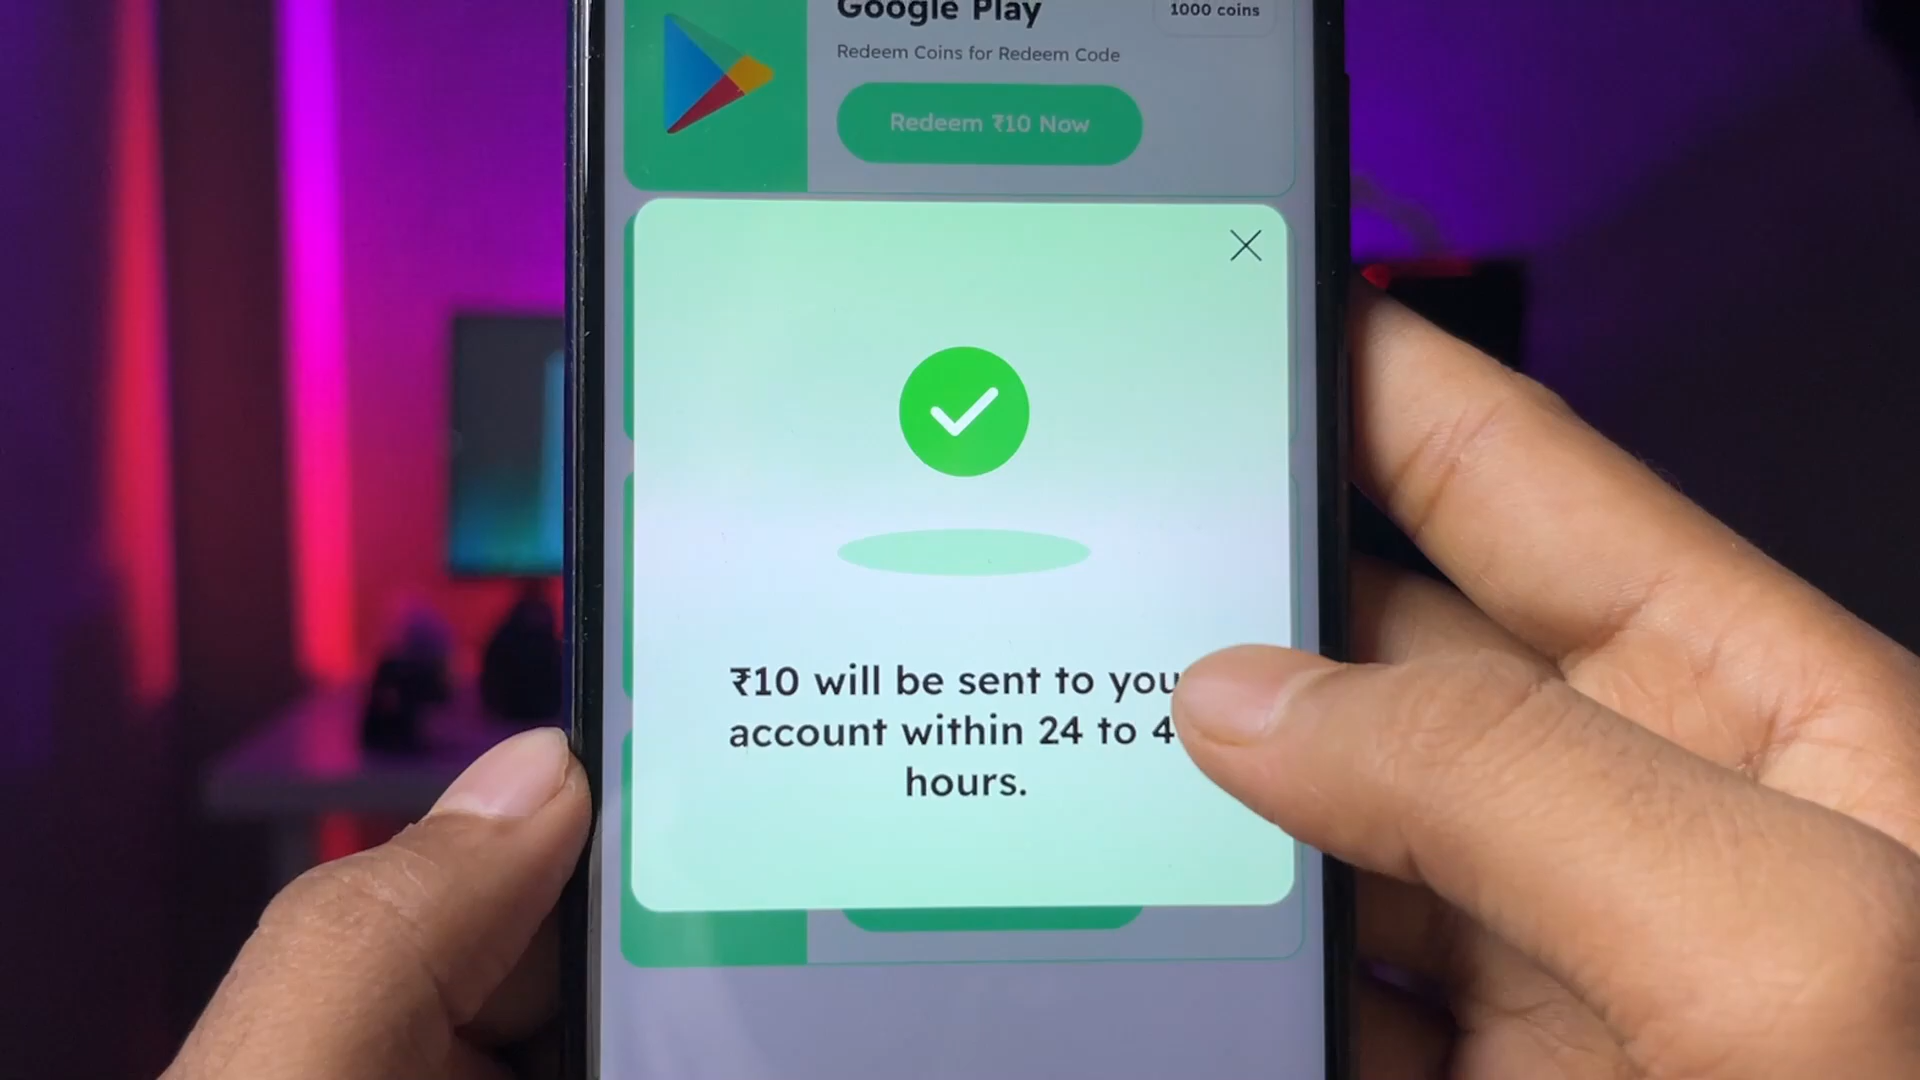 Google Play
1000 coins
Redeem Coins for Redeem Code
Redeem ₹10 Now
₹10 will be sent to you
account within 24 to 4
hours.